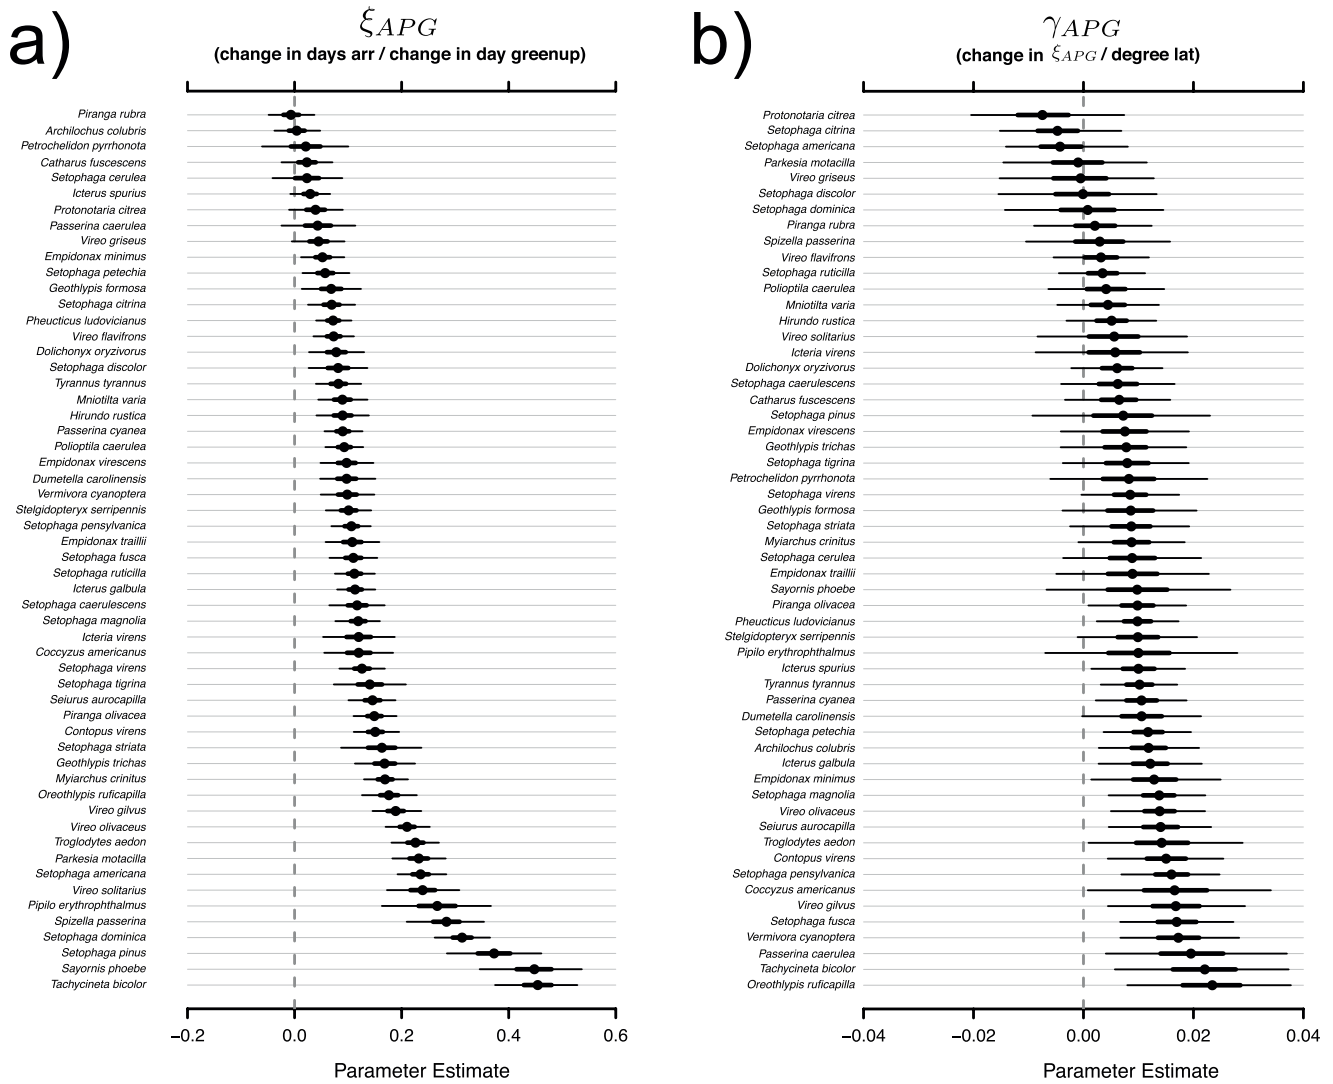 a)
ξAPG
(change in days arr / change in day greenup)
Piranga rubra
Archilochus colubris
Petrochelidon pyrrhonota
Catharus fuscescens
Setophaga cerulea
Icterus spurius
Protonotaria citrea
Passerina caerulea
Vireo griseus
Empidonax minimus
Setophaga petechia
Geothlypis formosa
Setophaga citrina
Pheucticus ludovicianus
Vireo flavifrons
Dolichonyx oryzivorus
Setophaga discolor
Tyrannus tyrannus
Mniotilta varia
Hirundo rustica
Passerina cyanea
Polioptila caerulea
Empidonax virescens
Dumetella carolinensis
Vermivora cyanoptera
Stelgidopteryx serripennis
Setophaga pensylvanica
Empidonax traillii
Setophaga fusca
Setophaga ruticilla
Icterus galbula
Setophaga caerulescens
Setophaga magnolia
Icteria virens
Coccyzus americanus
Setophaga virens
Setophaga tigrina
Seiurus aurocapilla
Piranga olivacea
Contopus virens
Setophaga striata
Geothlypis trichas
Myiarchus crinitus
Oreothlypis ruficapilla
Vireo gilvus
Vireo olivaceus
Troglodytes aedon
Parkesia motacilla
Setophaga americana
Vireo solitarius
Pipilo erythrophthalmus
Spizella passerina
Setophaga dominica
Setophaga pinus
Sayornis phoebe
Tachycineta bicolor
−0.2 0.0 0.2 0.4 0.6
Parameter Estimate
b)
γAPG
(change in ξAPG / degree lat)
Protonotaria citrea
Setophaga citrina
Setophaga americana
Parkesia motacilla
Vireo griseus
Setophaga discolor
Setophaga dominica
Piranga rubra
Spizella passerina
Vireo flavifrons
Setophaga ruticilla
Polioptila caerulea
Mniotilta varia
Hirundo rustica
Vireo solitarius
Icteria virens
Dolichonyx oryzivorus
Setophaga caerulescens
Catharus fuscescens
Setophaga pinus
Empidonax virescens
Geothlypis trichas
Setophaga tigrina
Petrochelidon pyrrhonota
Setophaga virens
Geothlypis formosa
Setophaga striata
Myiarchus crinitus
Setophaga cerulea
Empidonax traillii
Sayornis phoebe
Piranga olivacea
Pheucticus ludovicianus
Stelgidopteryx serripennis
Pipilo erythrophthalmus
Icterus spurius
Tyrannus tyrannus
Passerina cyanea
Dumetella carolinensis
Setophaga petechia
Archilochus colubris
Icterus galbula
Empidonax minimus
Setophaga magnolia
Vireo olivaceus
Seiurus aurocapilla
Troglodytes aedon
Contopus virens
Setophaga pensylvanica
Coccyzus americanus
Vireo gilvus
Setophaga fusca
Vermivora cyanoptera
Passerina caerulea
Tachycineta bicolor
Oreothlypis ruficapilla
−0.04 −0.02 0.00 0.02 0.04
Parameter Estimate